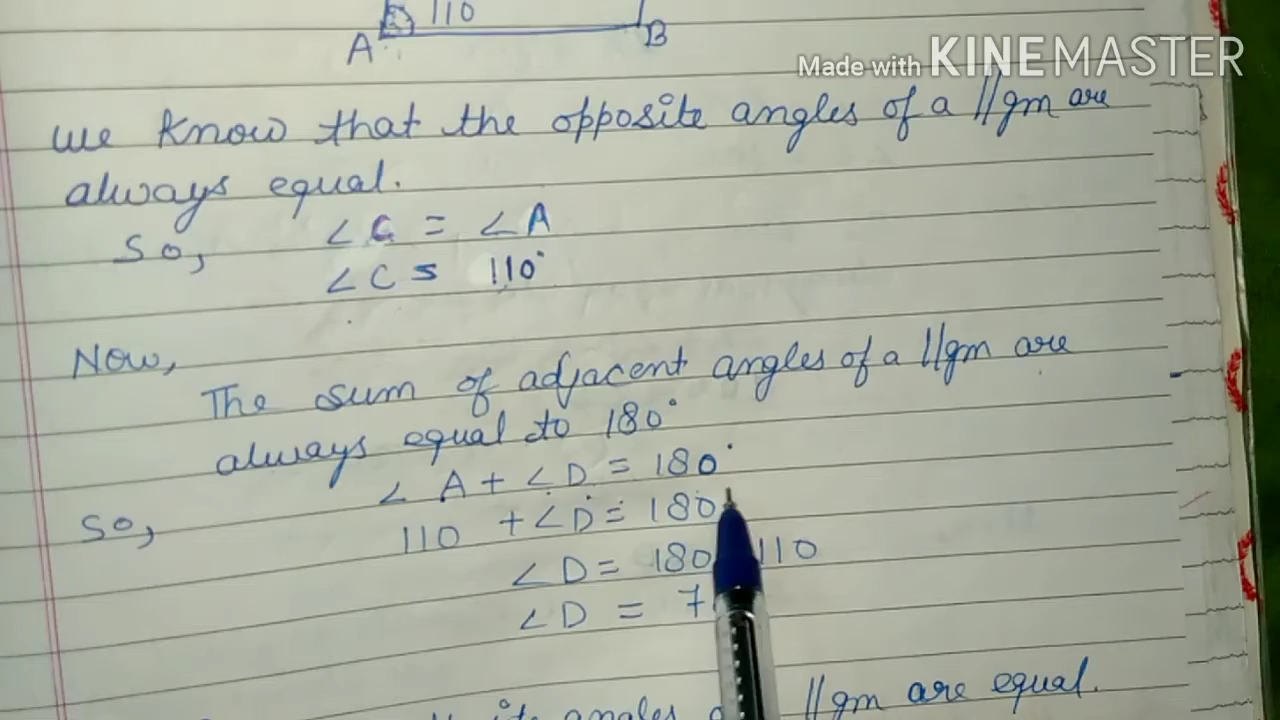 110
A B
Made with KINEMASTER
We know that the opposite angles of a //gm are
always equal.
So, ∠C = ∠A
∠C = 110°
Now,
The sum of adjacent angles of a //gm are
always equal to 180°
So, ∠A + ∠D = 180°
110 + ∠D = 180
∠D = 180 110
∠D = 7
angles //gm are equal.